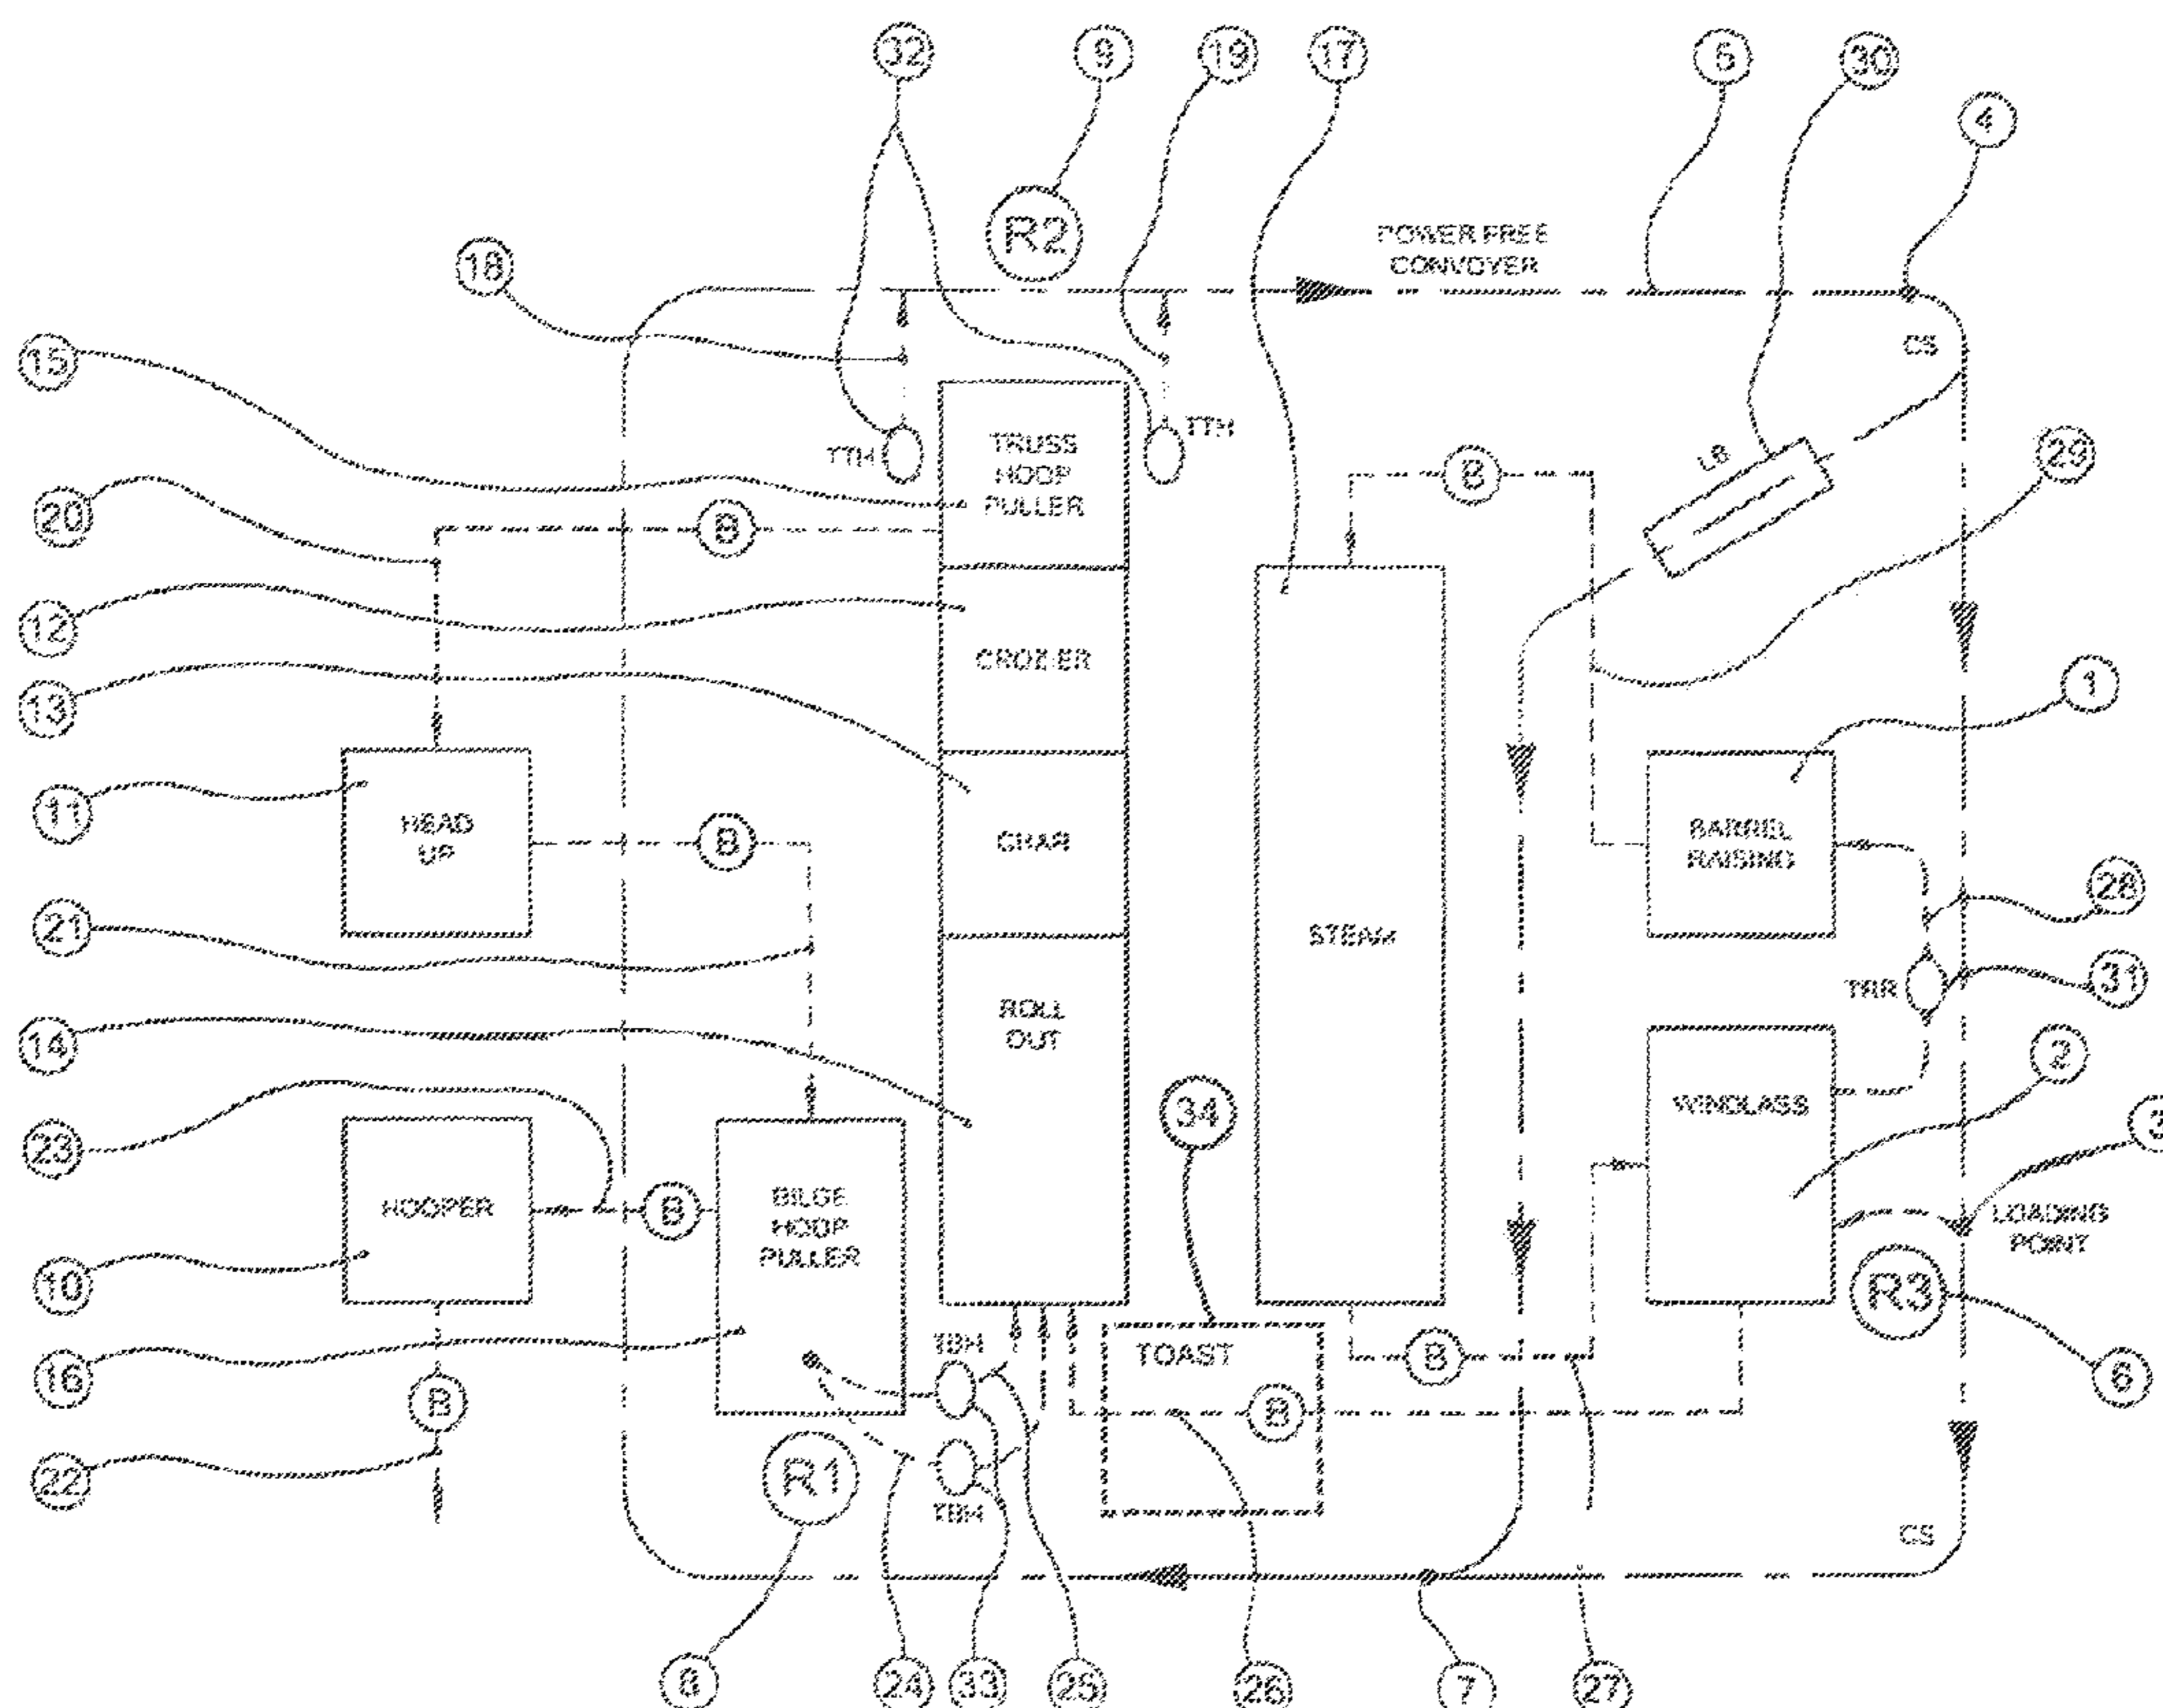 32
9
19
17
5
30
4
R2
POWER FREE
CONVOYER
18
CS
15
TTH
TTH
TRUSS
HOOP
PULLER
B
LB
29
20
B
12
CROZER
13
1
11
HEAD
UP
B
CHAR
BARREL
RAISING
28
21
STEAM
TRR
31
14
ROLL
OUT
2
34
WINDLASS
3
23
HOOPER
B
BILGE
HOOP
PULLER
LOADING
POINT
10
R3
TBH
TOAST
B
16
6
B
B
22
R1
TBH
CS
8
24
33
25
26
7
27